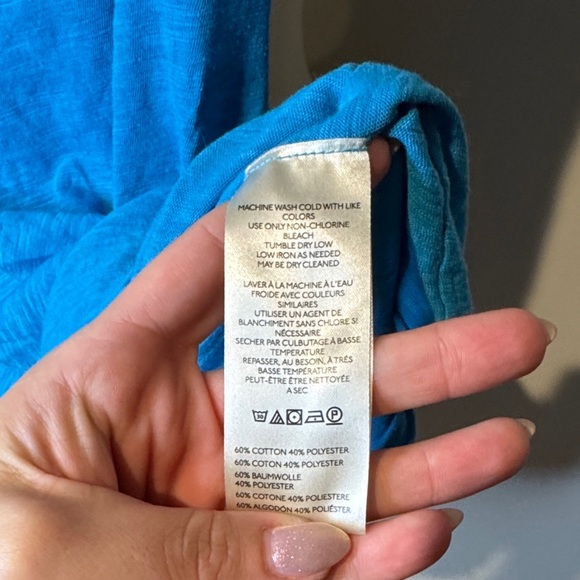 MACHINE WASH COLD WITH LIKE
COLORS
USE ONLY NON-CHLORINE
BLEACH
TUMBLE DRY LOW
LOW IRON AS NEEDED
MAY BE DRY CLEANED
LAVER À LA MACHINE À L'EAU
FROIDE AVEC COULEURS
SIMILAIRES
UTILISER UN AGENT DE
BLANCHIMENT SANS CHLORE SI
NÉCESSAIRE
SECHER PAR CULBUTAGE À BASSE
TEMPERATURE
REPASSER, AU BESOIN, À TRÉS
BASSE TEMPÉRATURE
PEUT-ÊTRE ÊTRE NETTOYÉE
A SEC
30 P
60% COTTON 40% POLYESTER
60% COTON 40% POLYESTER
60% BAUMWOLLE
40% POLYESTER
60% COTONE 40% POLIESTERE
60% ALGODÓN 40% POLIÉSTER